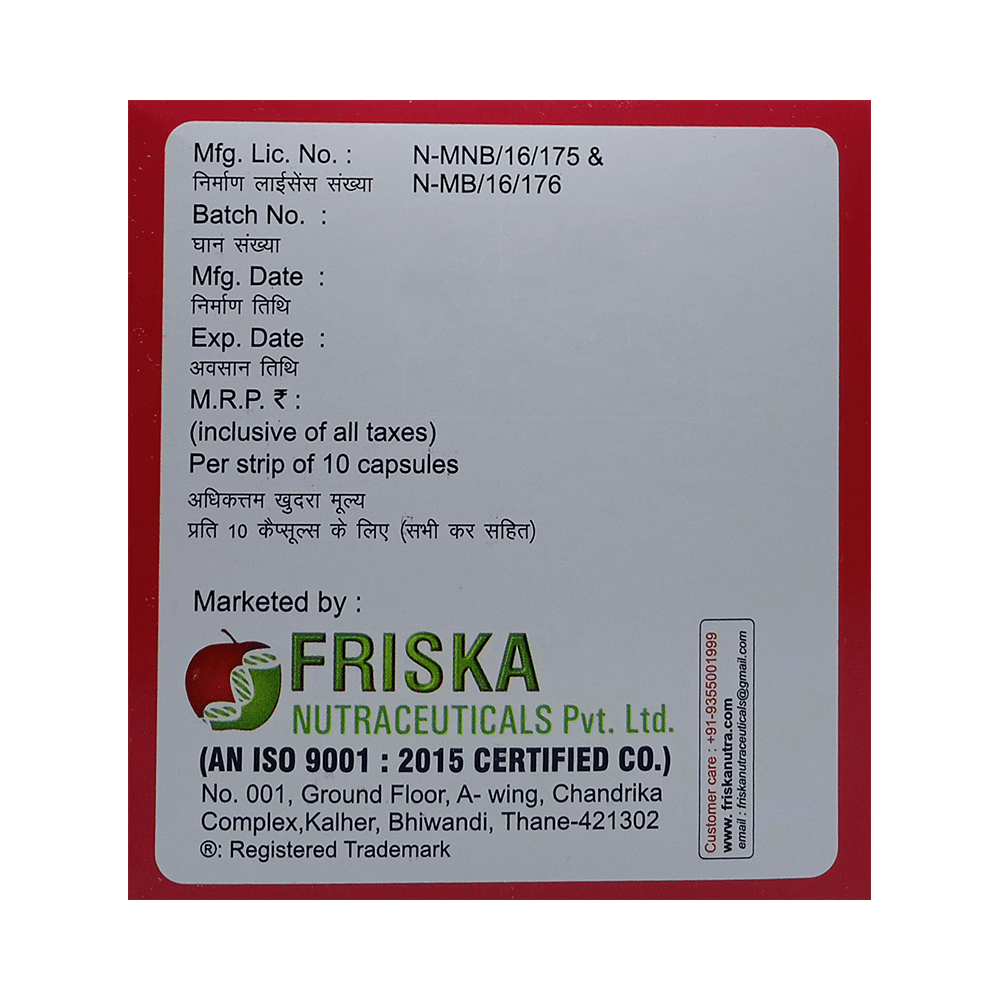 Mfg. Lic. No. : N-MNB/16/175 &
निर्माण लाईसेंस संख्या N-MB/16/176
Batch No. :
घान संख्या
Mfg. Date :
निर्माण तिथि
Exp. Date :
अवसान तिथि
M.R.P. ₹ :
(inclusive of all taxes)
Per strip of 10 capsules
अधिकत्तम खुदरा मूल्य
प्रति 10 कैप्सूल्स के लिए (सभी कर सहित)
Marketed by :
FRISKA
NUTRACEUTICALS Pvt. Ltd.
(AN ISO 9001 : 2015 CERTIFIED CO.)
No. 001, Ground Floor, A- wing, Chandrika
Complex,Kalher, Bhiwandi, Thane-421302
®: Registered Trademark
Customer care : +91-9355001999
www. friskanutra.com
email : friskanutraceuticals@gmail.com